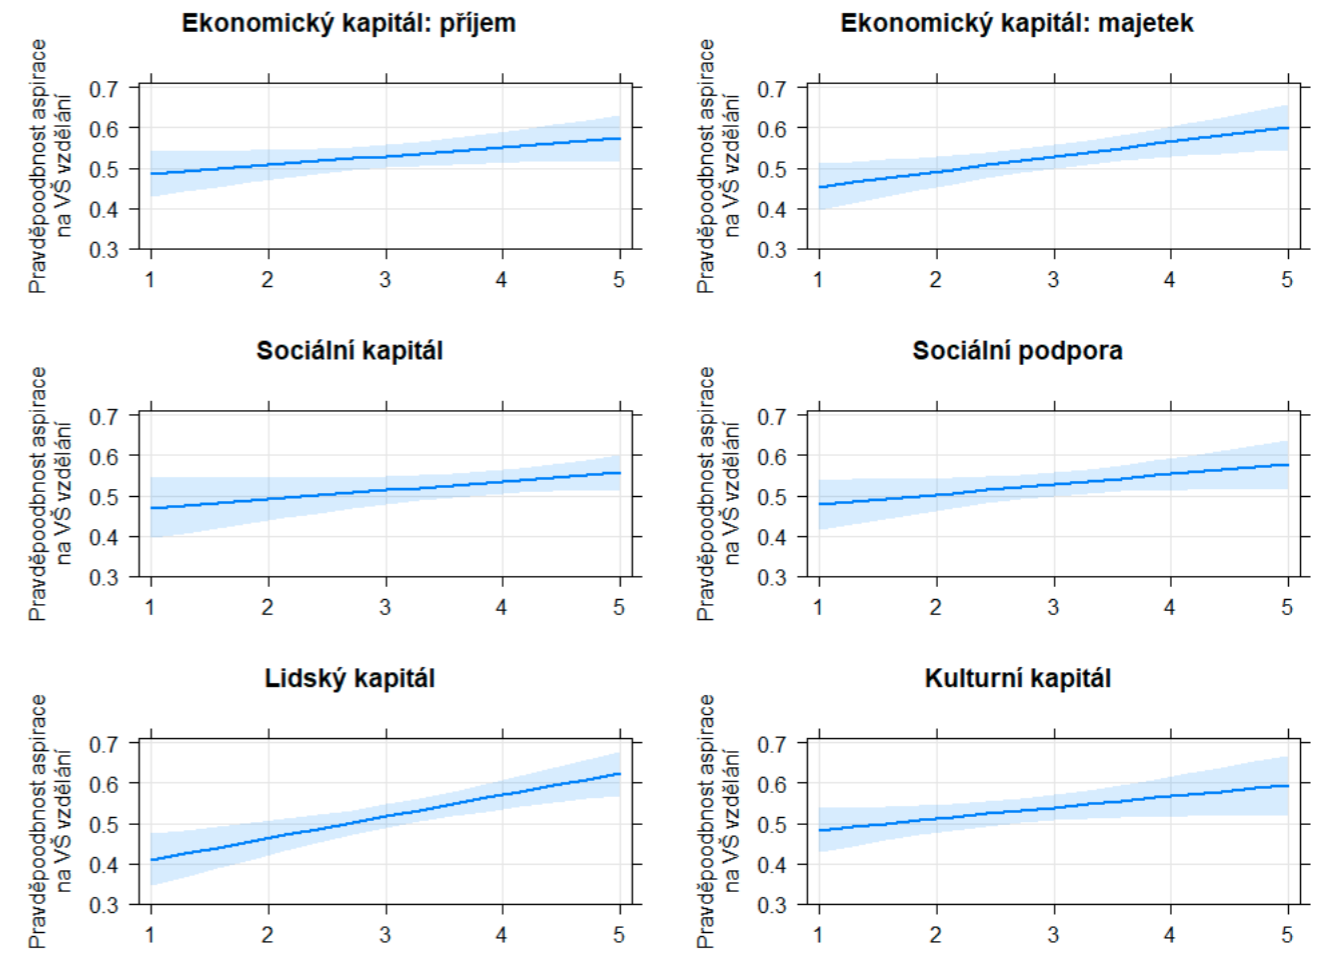 Ekonomický kapitál: příjem
Pravděpoodbnost aspirace
na VŠ vzdělání
0.7
0.6
0.5
0.4
0.3
1 2 3 4 5
Ekonomický kapitál: majetek
Pravděpoodbnost aspirace
na VŠ vzdělání
0.7
0.6
0.5
0.4
0.3
1 2 3 4 5
Sociální kapitál
Pravděpoodbnost aspirace
na VŠ vzdělání
0.7
0.6
0.5
0.4
0.3
1 2 3 4 5
Sociální podpora
Pravděpoodbnost aspirace
na VŠ vzdělání
0.7
0.6
0.5
0.4
0.3
1 2 3 4 5
Lidský kapitál
Pravděpoodbnost aspirace
na VŠ vzdělání
0.7
0.6
0.5
0.4
0.3
1 2 3 4 5
Kulturní kapitál
Pravděpoodbnost aspirace
na VŠ vzdělání
0.7
0.6
0.5
0.4
0.3
1 2 3 4 5